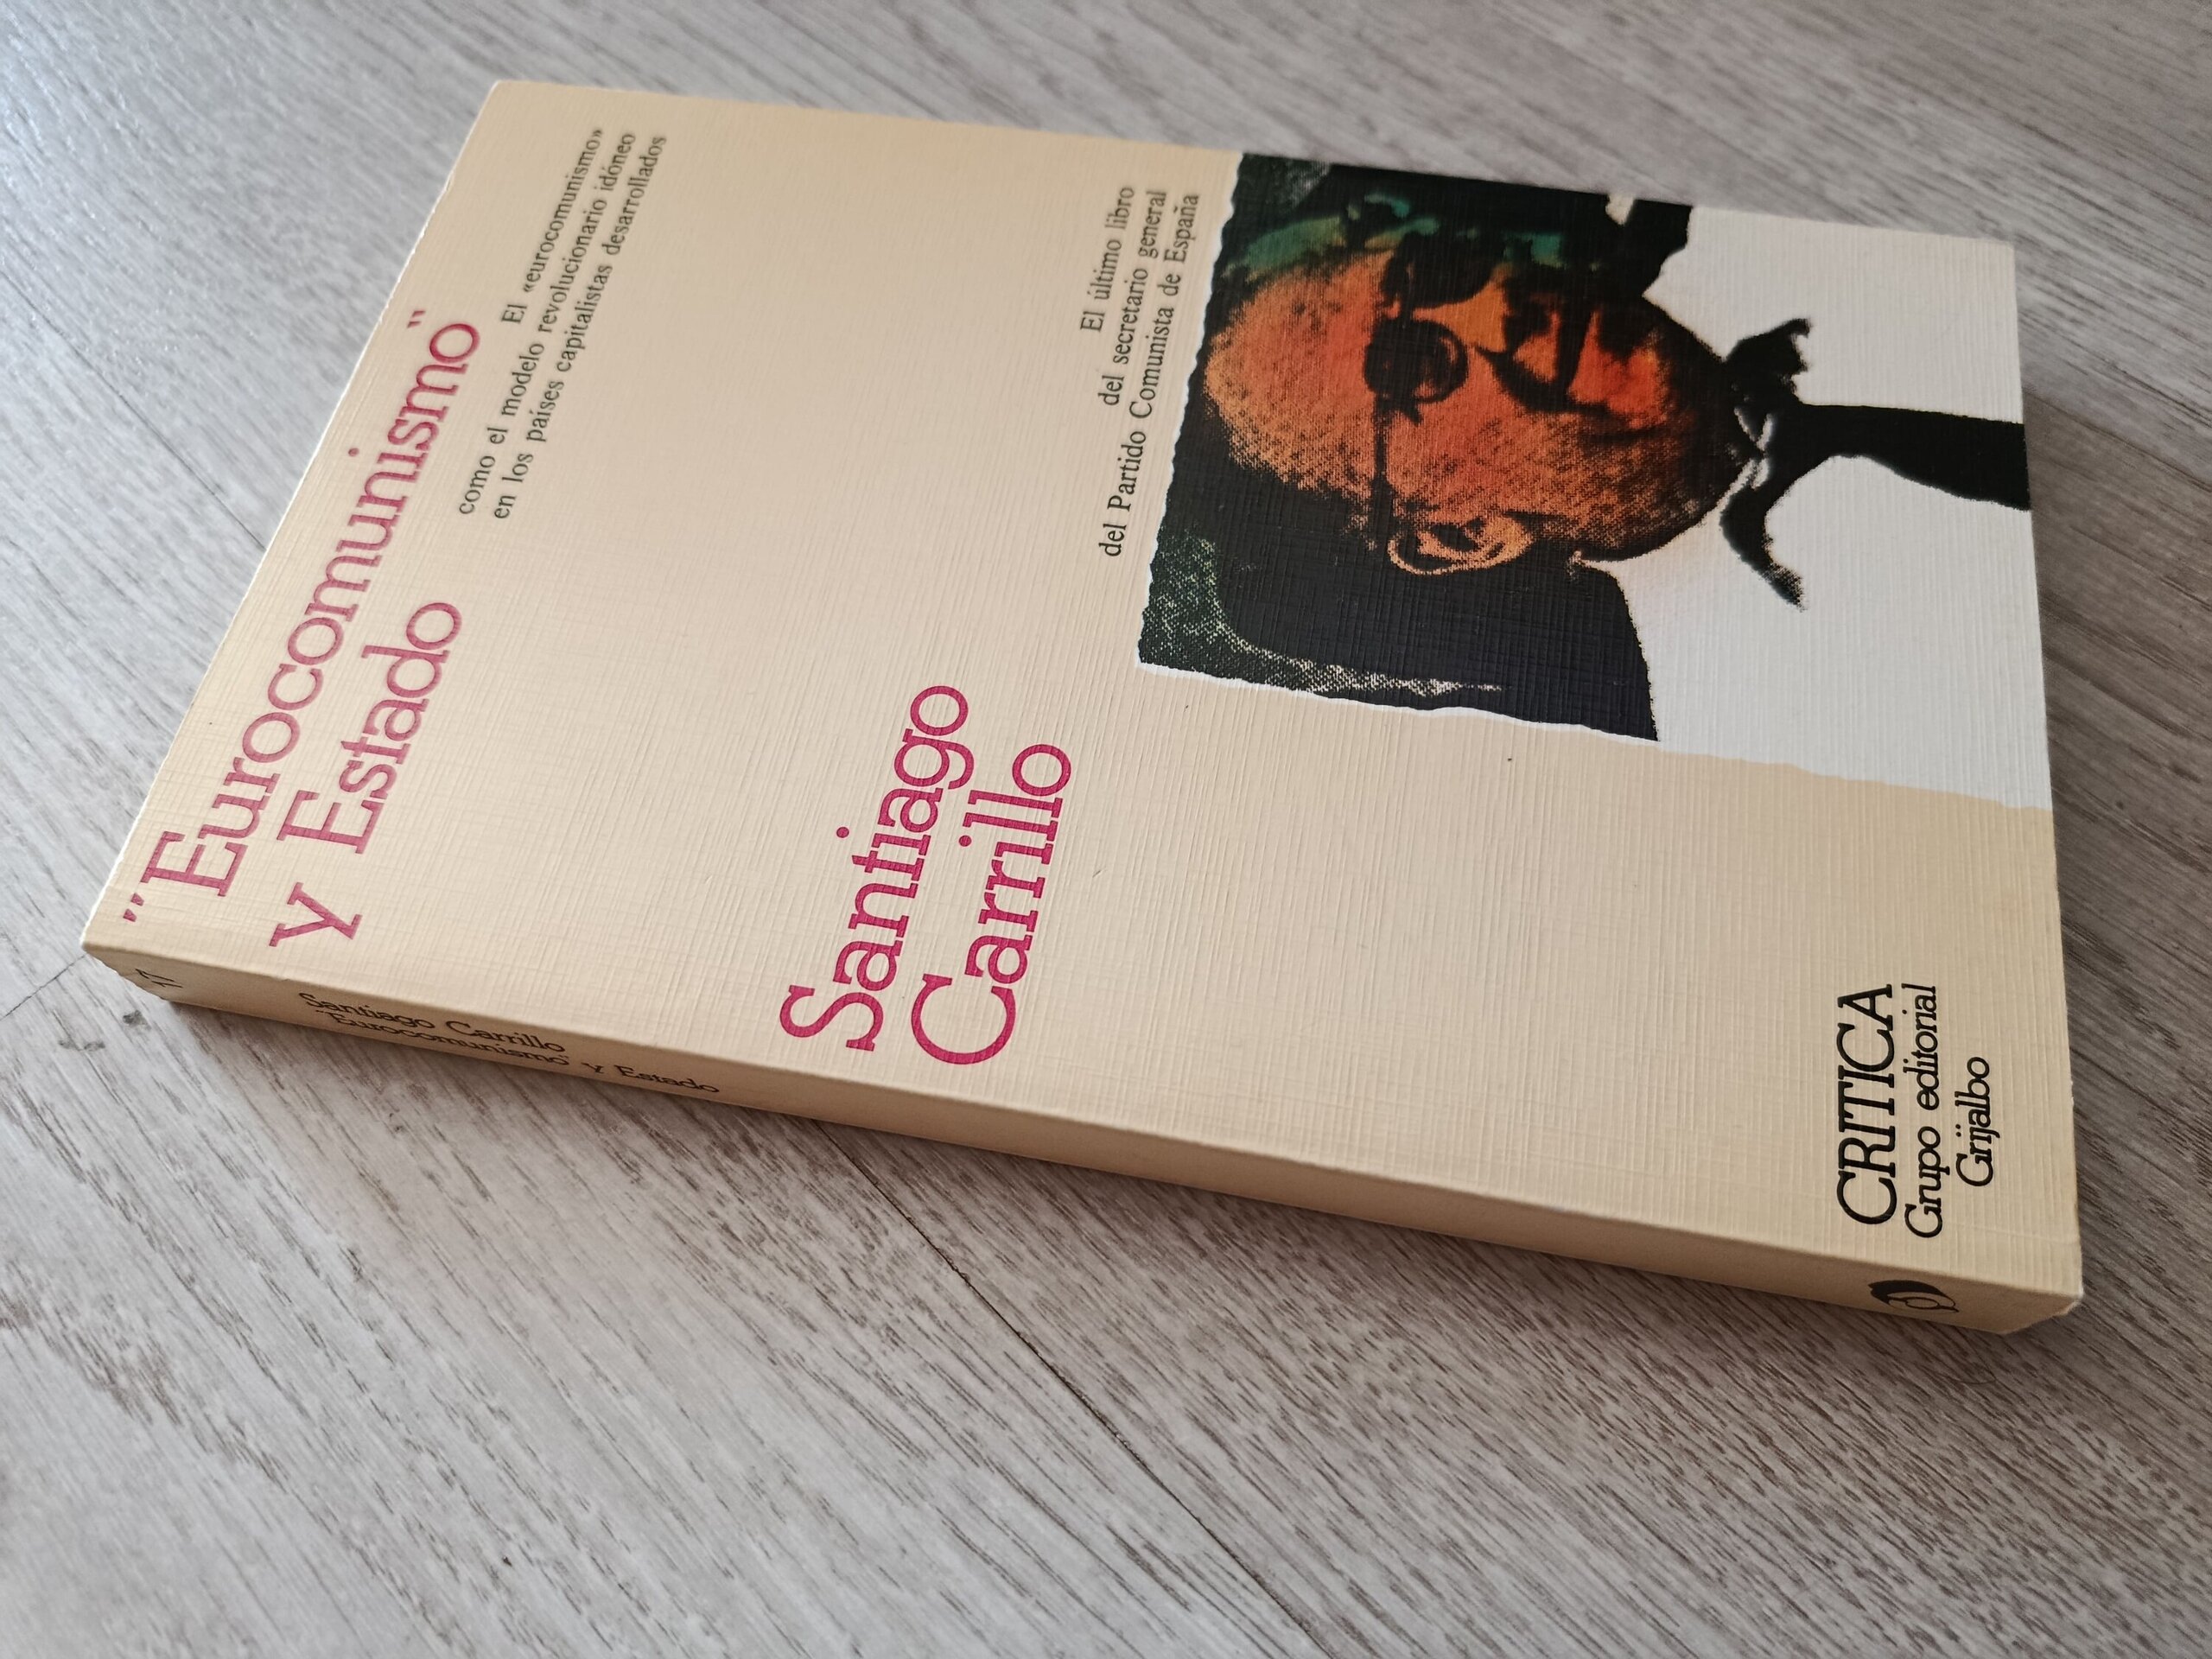 "Eurocomunismo"
y Estado
El «eurocomunismo»
como el modelo revolucionario idóneo
en los países capitalistas desarrollados
Santiago
Carrillo
El último libro
del secretario general
del Partido Comunista de España
CRITICA
Grupo editorial
Grijalbo
17
Santiago Carrillo
"Eurocomunismo" y Estado